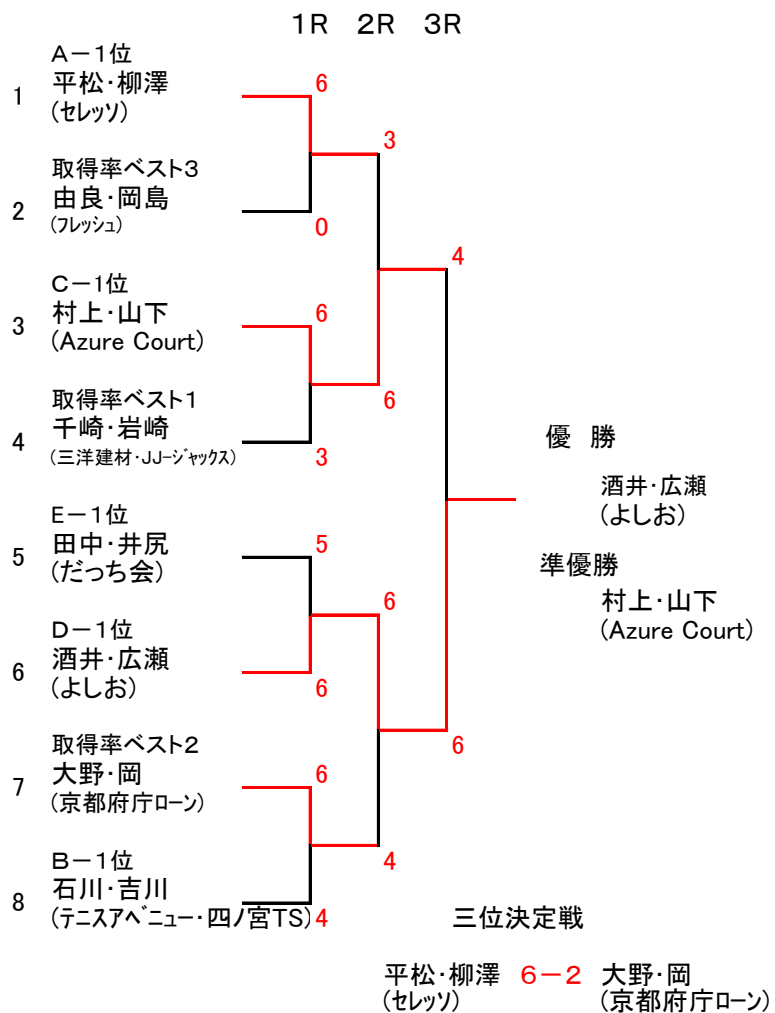 1R 2R 3R
A－1位
1 平松・柳澤 6
(セレッソ)
3
取得率ベスト3
2 由良・岡島
(フレッシュ) 0
4
C－1位
3 村上・山下 6
(Azure Court)
取得率ベスト1 6
4 千崎・岩崎
(三洋建材・JJ-ジャックス) 3
優 勝
酒井・広瀬
(よしお)
E－1位
5 田中・井尻 5
(だっち会)
準優勝
村上・山下
(Azure Court)
6
D－1位
6 酒井・広瀬
(よしお) 6
取得率ベスト2 6
7 大野・岡 6
(京都府庁ローン)
B－1位 4
8 石川・吉川
(テニスアベニュー・四ノ宮TS) 4
三位決定戦
平松・柳澤 6－2 大野・岡
(セレッソ) (京都府庁ローン)